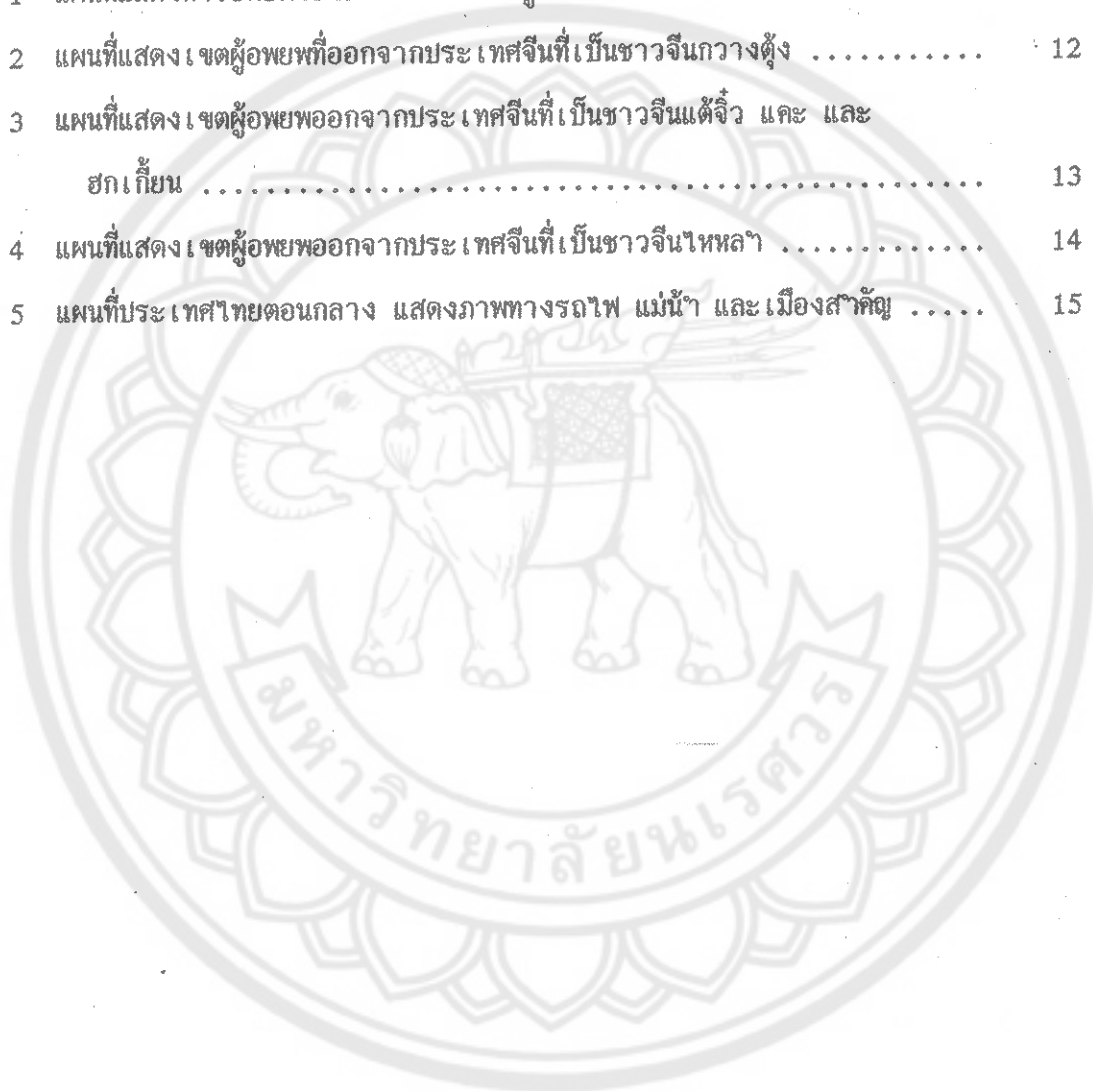 2 แผนที่แสดงเขตผู้อพยพที่ออกจากประเทศจีนที่เป็นชาวจีนกวางตุ้ง ........... 12
3 แผนที่แสดงเขตผู้อพยพออกจากประเทศจีนที่เป็นชาวจีนแต้จิ๋ว แคะ และ
ฮกเกี้ยน ................................................. 13
4 แผนที่แสดงเขตผู้อพยพออกจากประเทศจีนที่เป็นชาวจีนไหหลำ ............. 14
5 แผนที่ประเทศไทยตอนกลาง แสดงภาพทางรถไฟ แม่น้ำ และเมืองสำคัญ ..... 15
มหาวิทยาลัยนเรศวร